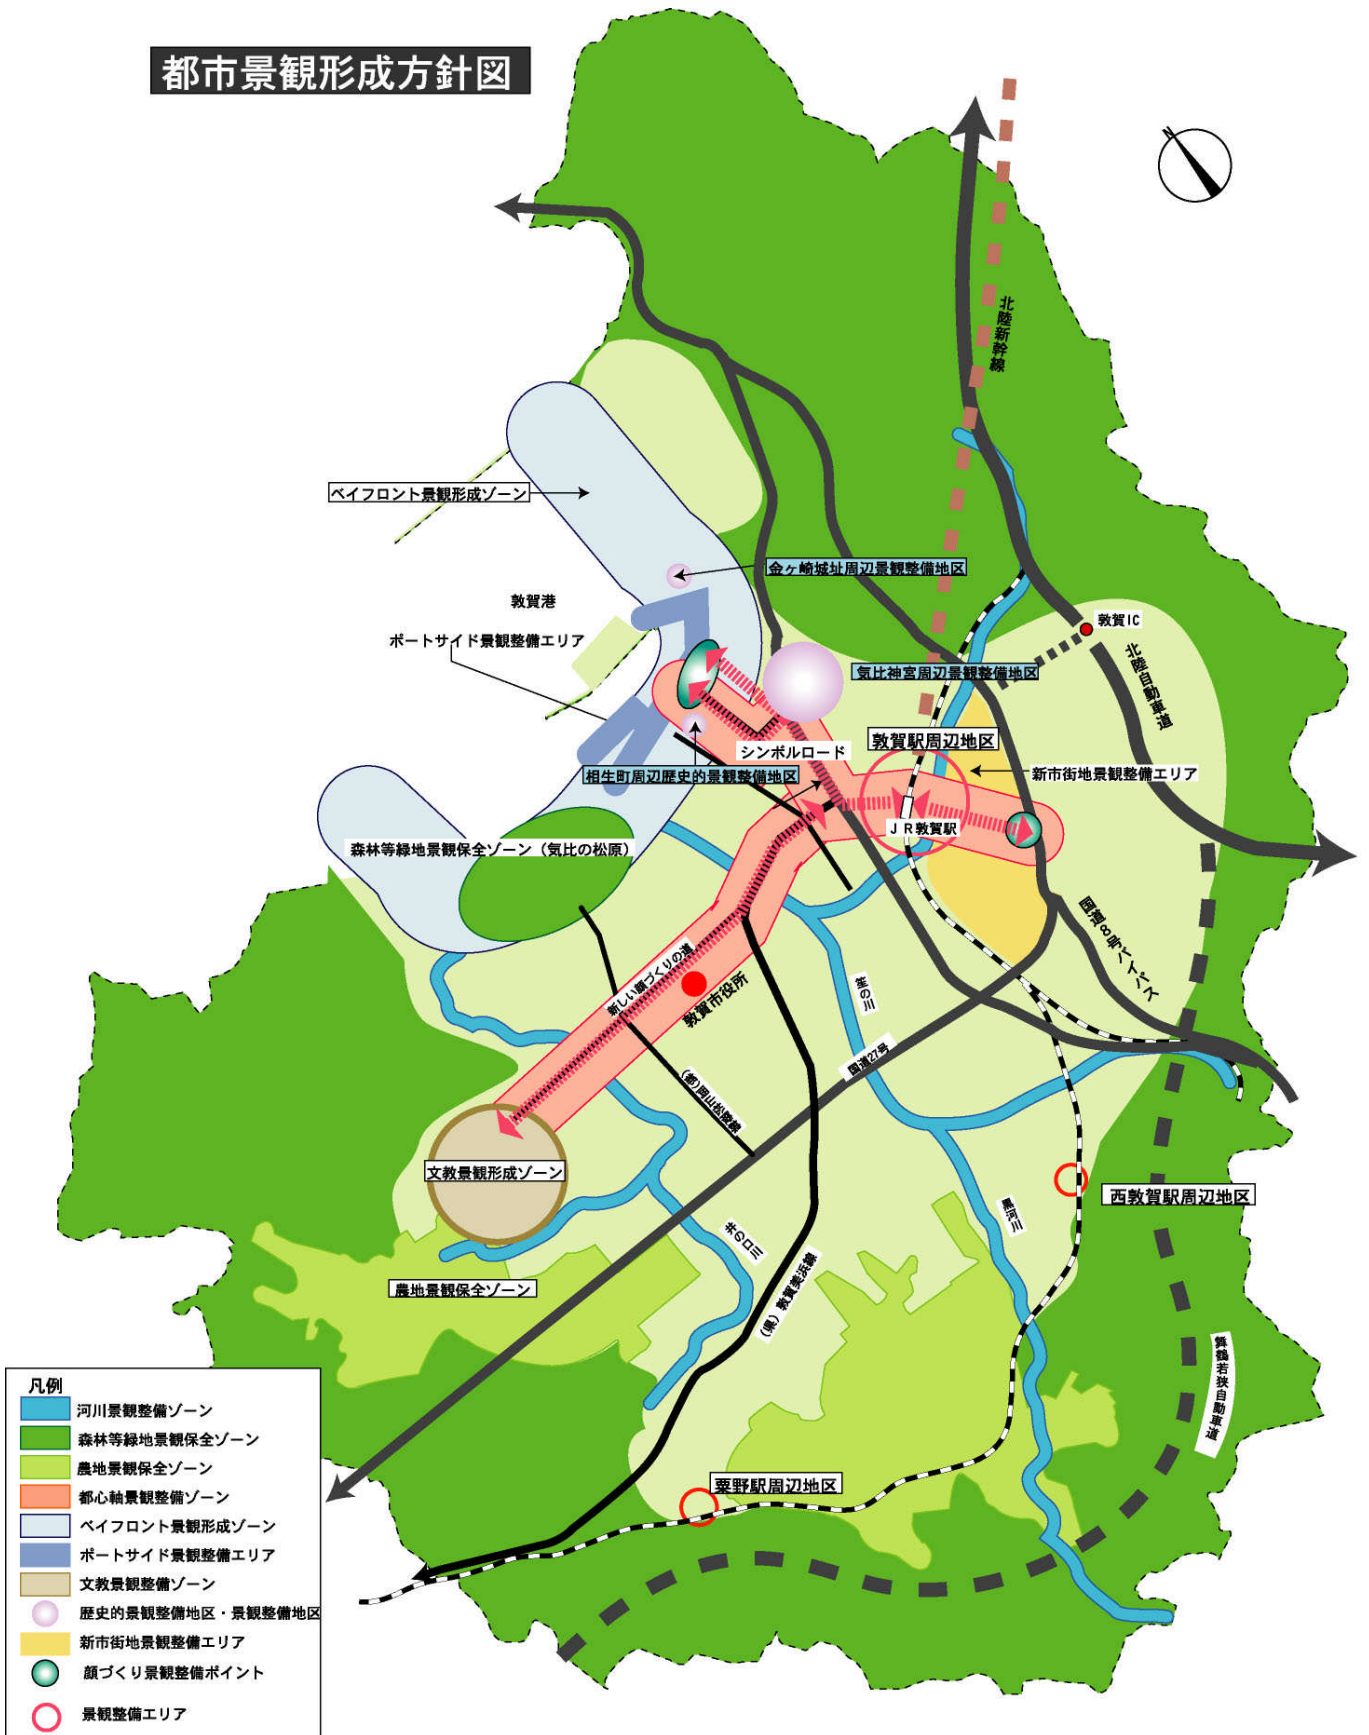 都市景観形成方針図
N
北陸新幹線
ベイフロント景観形成ゾーン
金ヶ崎城址周辺景観整備地区
敦賀港
敦賀IC
ポートサイド景観整備エリア
北陸自動車道
気比神宮周辺景観整備地区
敦賀駅周辺地区
シンボルロード
新市街地景観整備エリア
相生町周辺歴史的景観整備地区
JR敦賀駅
森林等緑地景観保全ゾーン(気比の松原)
国道8号バイパス
新しい顔づくりの道
敦賀市役所
笙の川
国道27号
(都)岡山松陵線
文教景観形成ゾーン
西敦賀駅周辺地区
黒河川
井の口川
農地景観保全ゾーン
(県)敦賀美浜線
舞鶴若狭自動車道
粟野駅周辺地区
凡例
河川景観整備ゾーン
森林等緑地景観保全ゾーン
農地景観保全ゾーン
都心軸景観整備ゾーン
ベイフロント景観形成ゾーン
ポートサイド景観整備エリア
文教景観整備ゾーン
歴史的景観整備地区・景観整備地区
新市街地景観整備エリア
顔づくり景観整備ポイント
景観整備エリア